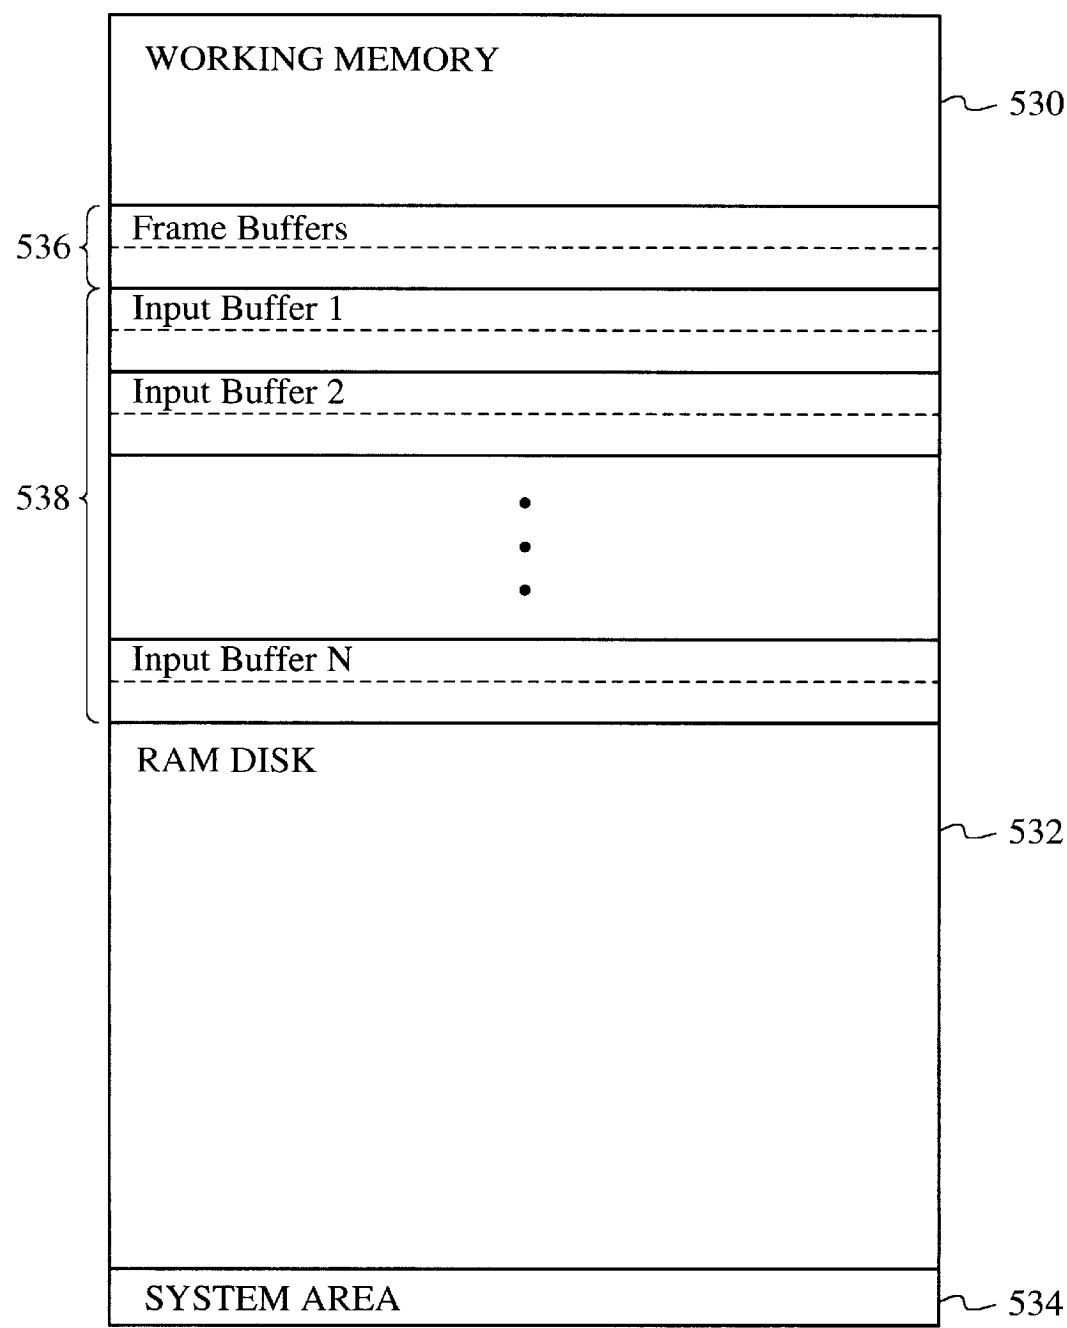 WORKING MEMORY
530
Frame Buffers
536
Input Buffer 1
Input Buffer 2
538
Input Buffer N
RAM DISK
532
SYSTEM AREA
534